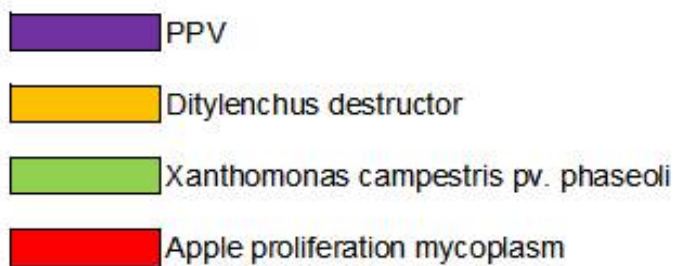 PPV
Ditylenchus destructor
Xanthomonas campestris pv. phaseoli
Apple proliferation mycoplasm